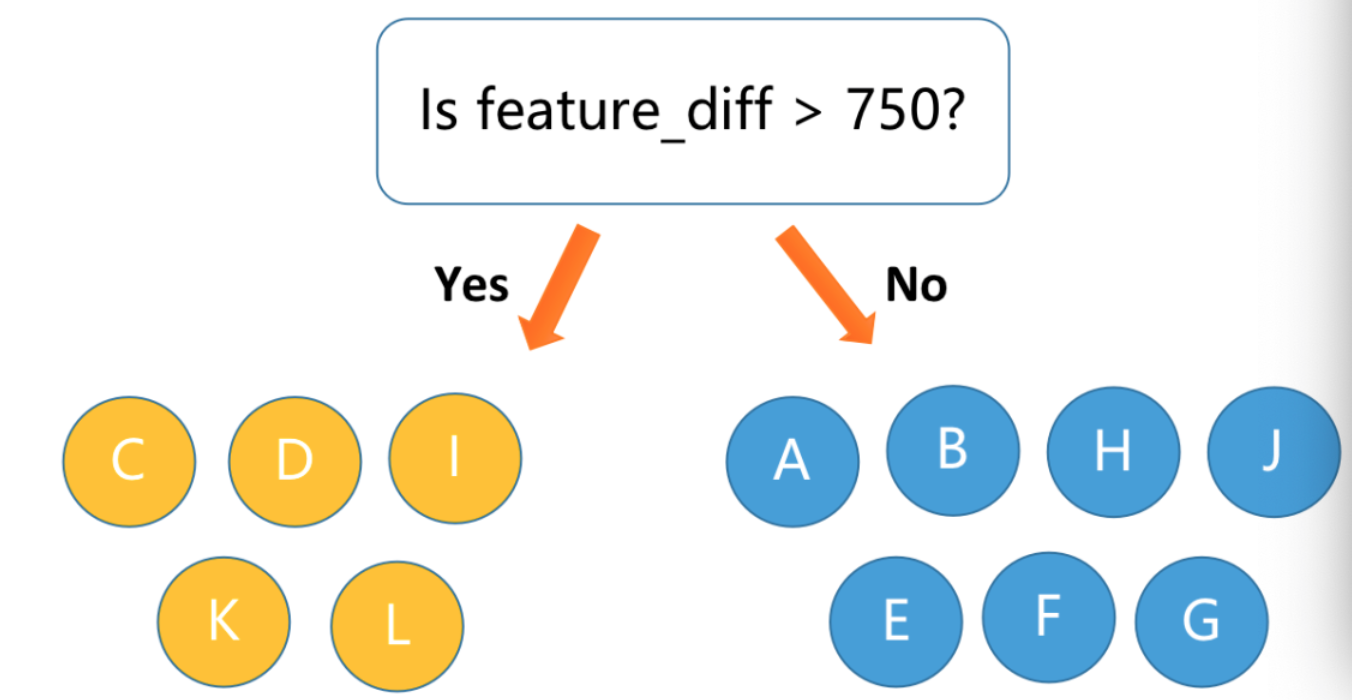 Is feature_diff > 750?
Yes
No
C D I
A B H J
K L
E F G